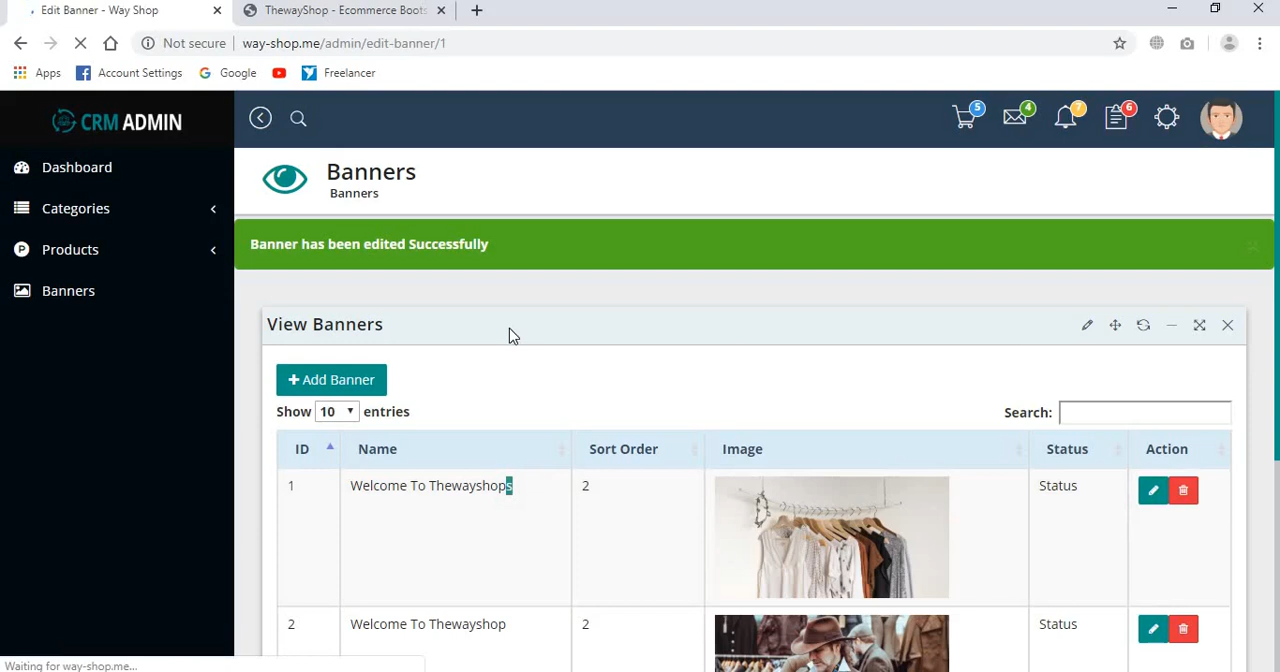 Edit Banner - Way Shop
ThewayShop - Ecommerce Boots
Not secure way-shop.me/admin/edit-banner/1
Apps Account Settings Google Freelancer
CRM ADMIN
5 4 7 6
Dashboard
Categories
Products
Banners
Banners
Banners
Banner has been edited Successfully
View Banners
Add Banner
Show 10 entries
Search:
ID Name Sort Order Image Status Action
1 Welcome To Thewayshops 2 Status
2 Welcome To Thewayshop 2 Status
Waiting for way-shop.me...